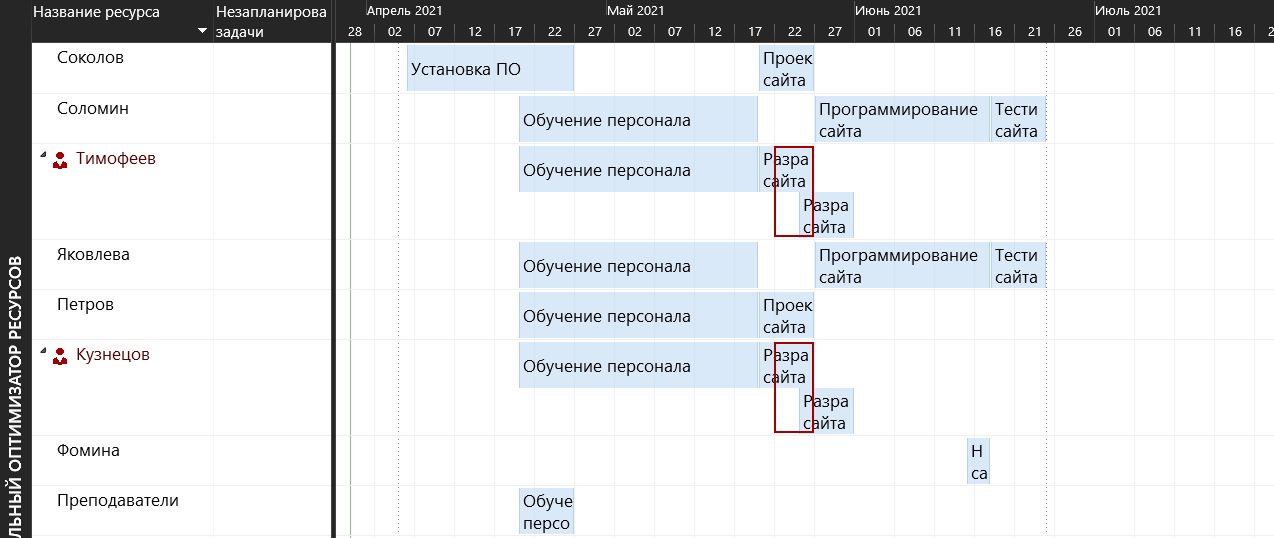 Название ресурса
Незапланирова
задачи
Апрель 2021
Май 2021
Июнь 2021
Июль 2021
28 02 07 12 17 22 27 02 07 12 17 22 27 01 06 11 16 21 26 01 06 11 16 2
ЛЬНЫЙ ОПТИМИЗАТОР РЕСУРСОВ
Соколов
Установка ПО
Проек
сайта
Соломин
Обучение персонала
Программирование
сайта
Тести
сайта
Тимофеев
Обучение персонала
Разра
сайта
Разра
сайта
Яковлева
Обучение персонала
Программирование
сайта
Тести
сайта
Петров
Обучение персонала
Проек
сайта
Кузнецов
Обучение персонала
Разра
сайта
Разра
сайта
Фомина
Н
са
Преподаватели
Обуче
персо